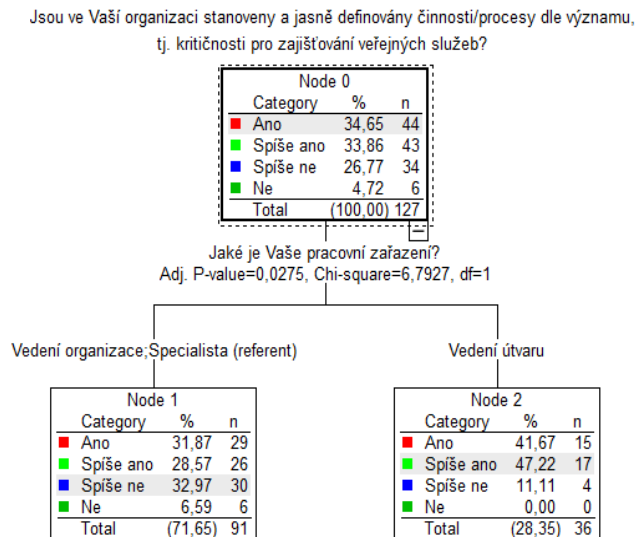 Jsou ve Vaší organizaci stanoveny a jasně definovány činnosti/procesy dle významu,
tj. kritičnosti pro zajišťování veřejných služeb?
Node 0
Category % n
Ano 34,65 44
Spíše ano 33,86 43
Spíše ne 26,77 34
Ne 4,72 6
Total (100,00) 127
Jaké je Vaše pracovní zařazení?
Adj. P-value=0,0275, Chi-square=6,7927, df=1
Vedení organizace;Specialista (referent)
Vedení útvaru
Node 1
Category % n
Ano 31,87 29
Spíše ano 28,57 26
Spíše ne 32,97 30
Ne 6,59 6
Total (71,65) 91
Node 2
Category % n
Ano 41,67 15
Spíše ano 47,22 17
Spíše ne 11,11 4
Ne 0,00 0
Total (28,35) 36